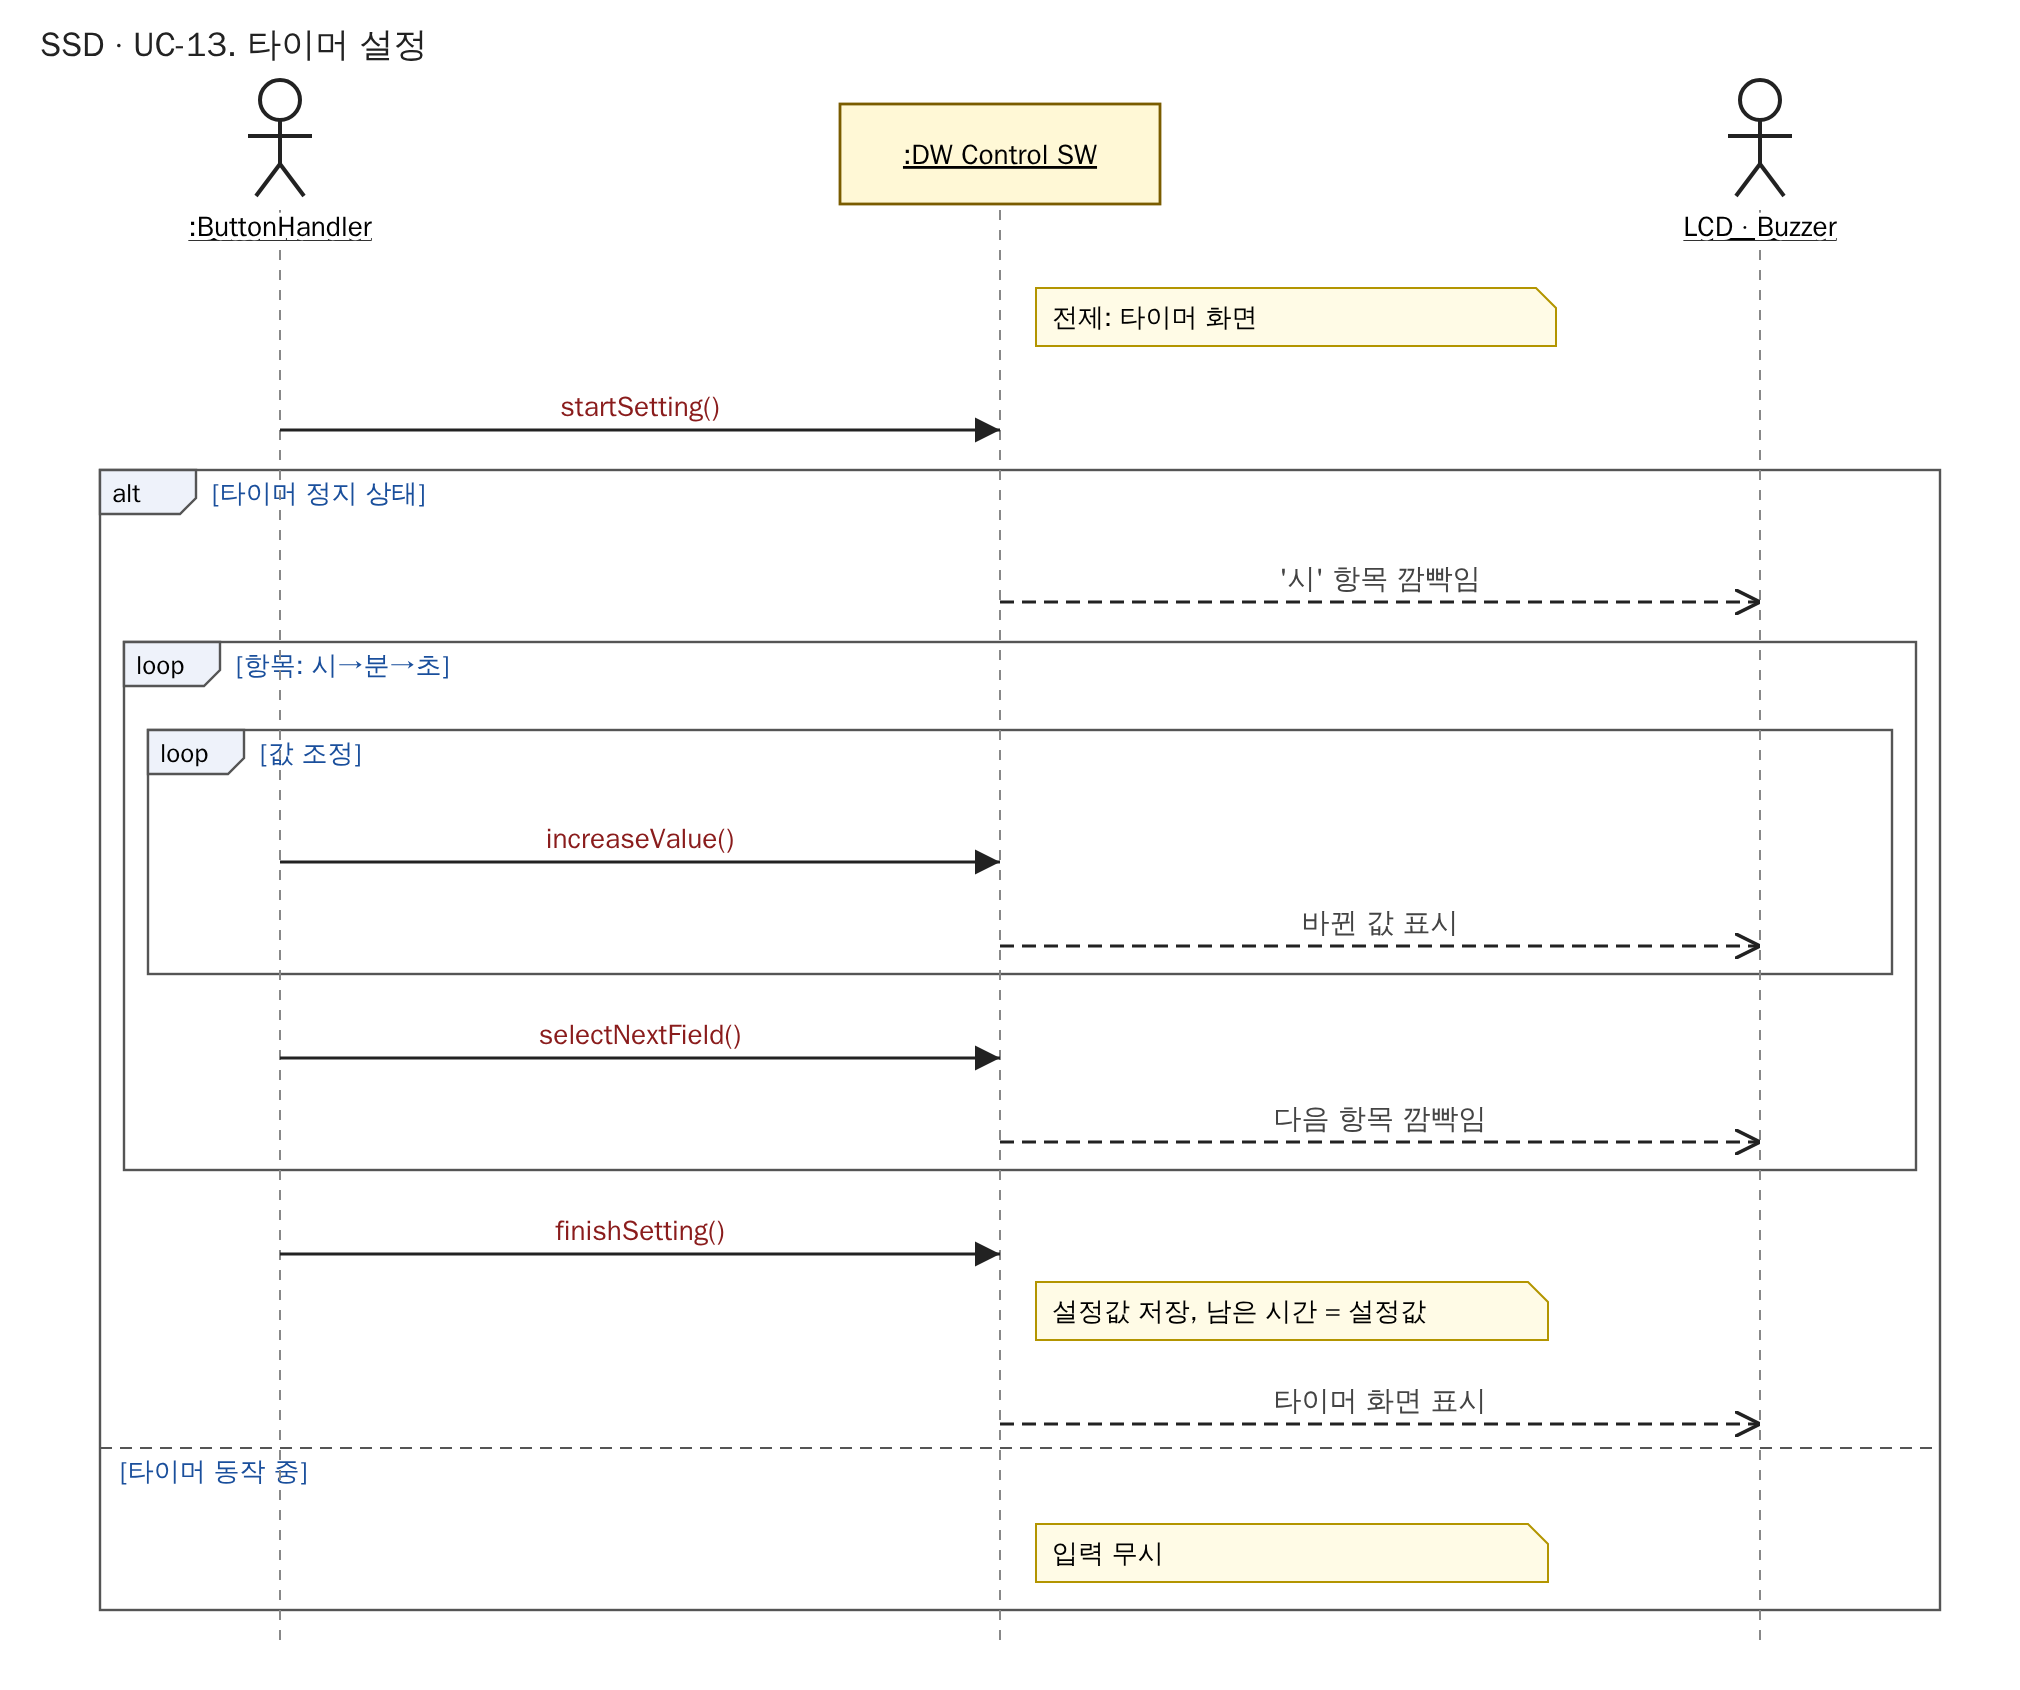 SSD · UC-13. 타이머 설정
:ButtonHandler
:DW Control SW
LCD · Buzzer
전제: 타이머 화면
startSetting()
alt [타이머 정지 상태]
'시' 항목 깜빡임
loop [항목: 시→분→초]
loop [값 조정]
increaseValue()
바뀐 값 표시
selectNextField()
다음 항목 깜빡임
finishSetting()
설정값 저장, 남은 시간 = 설정값
타이머 화면 표시
[타이머 동작 중]
입력 무시